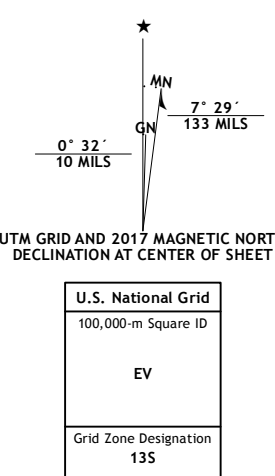 MN
GN
7° 29´
133 MILS
0° 32´
10 MILS
UTM GRID AND 2017 MAGNETIC NORT
DECLINATION AT CENTER OF SHEET
U.S. National Grid
100,000-m Square ID
EV
Grid Zone Designation
13S